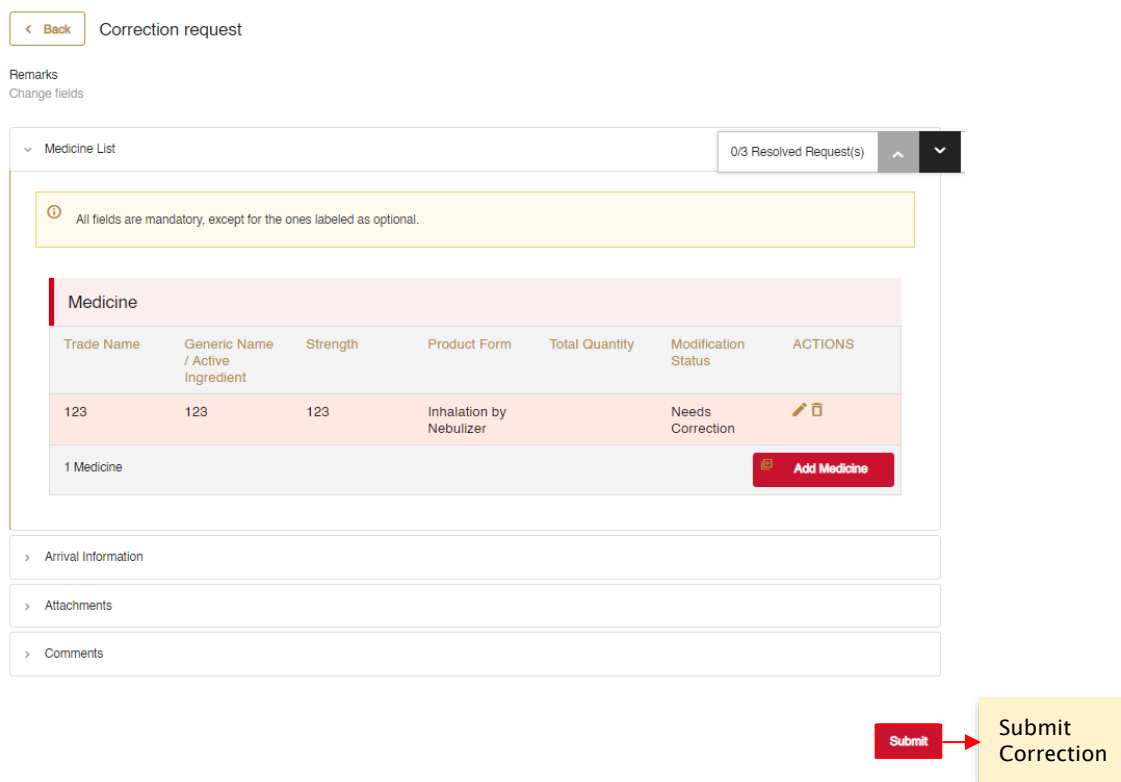 Back
Correction request
Remarks
Change fields
Medicine List
0/3 Resolved Request(s)
All fields are mandatory, except for the ones labeled as optional.
Medicine
Trade Name
Generic Name
/ Active
Ingredient
Strength
Product Form
Total Quantity
Modification
Status
ACTIONS
123
123
123
Inhalation by
Nebulizer
Needs
Correction
1 Medicine
Add Medicine
Arrival Information
Attachments
Comments
Submit
Submit
Correction